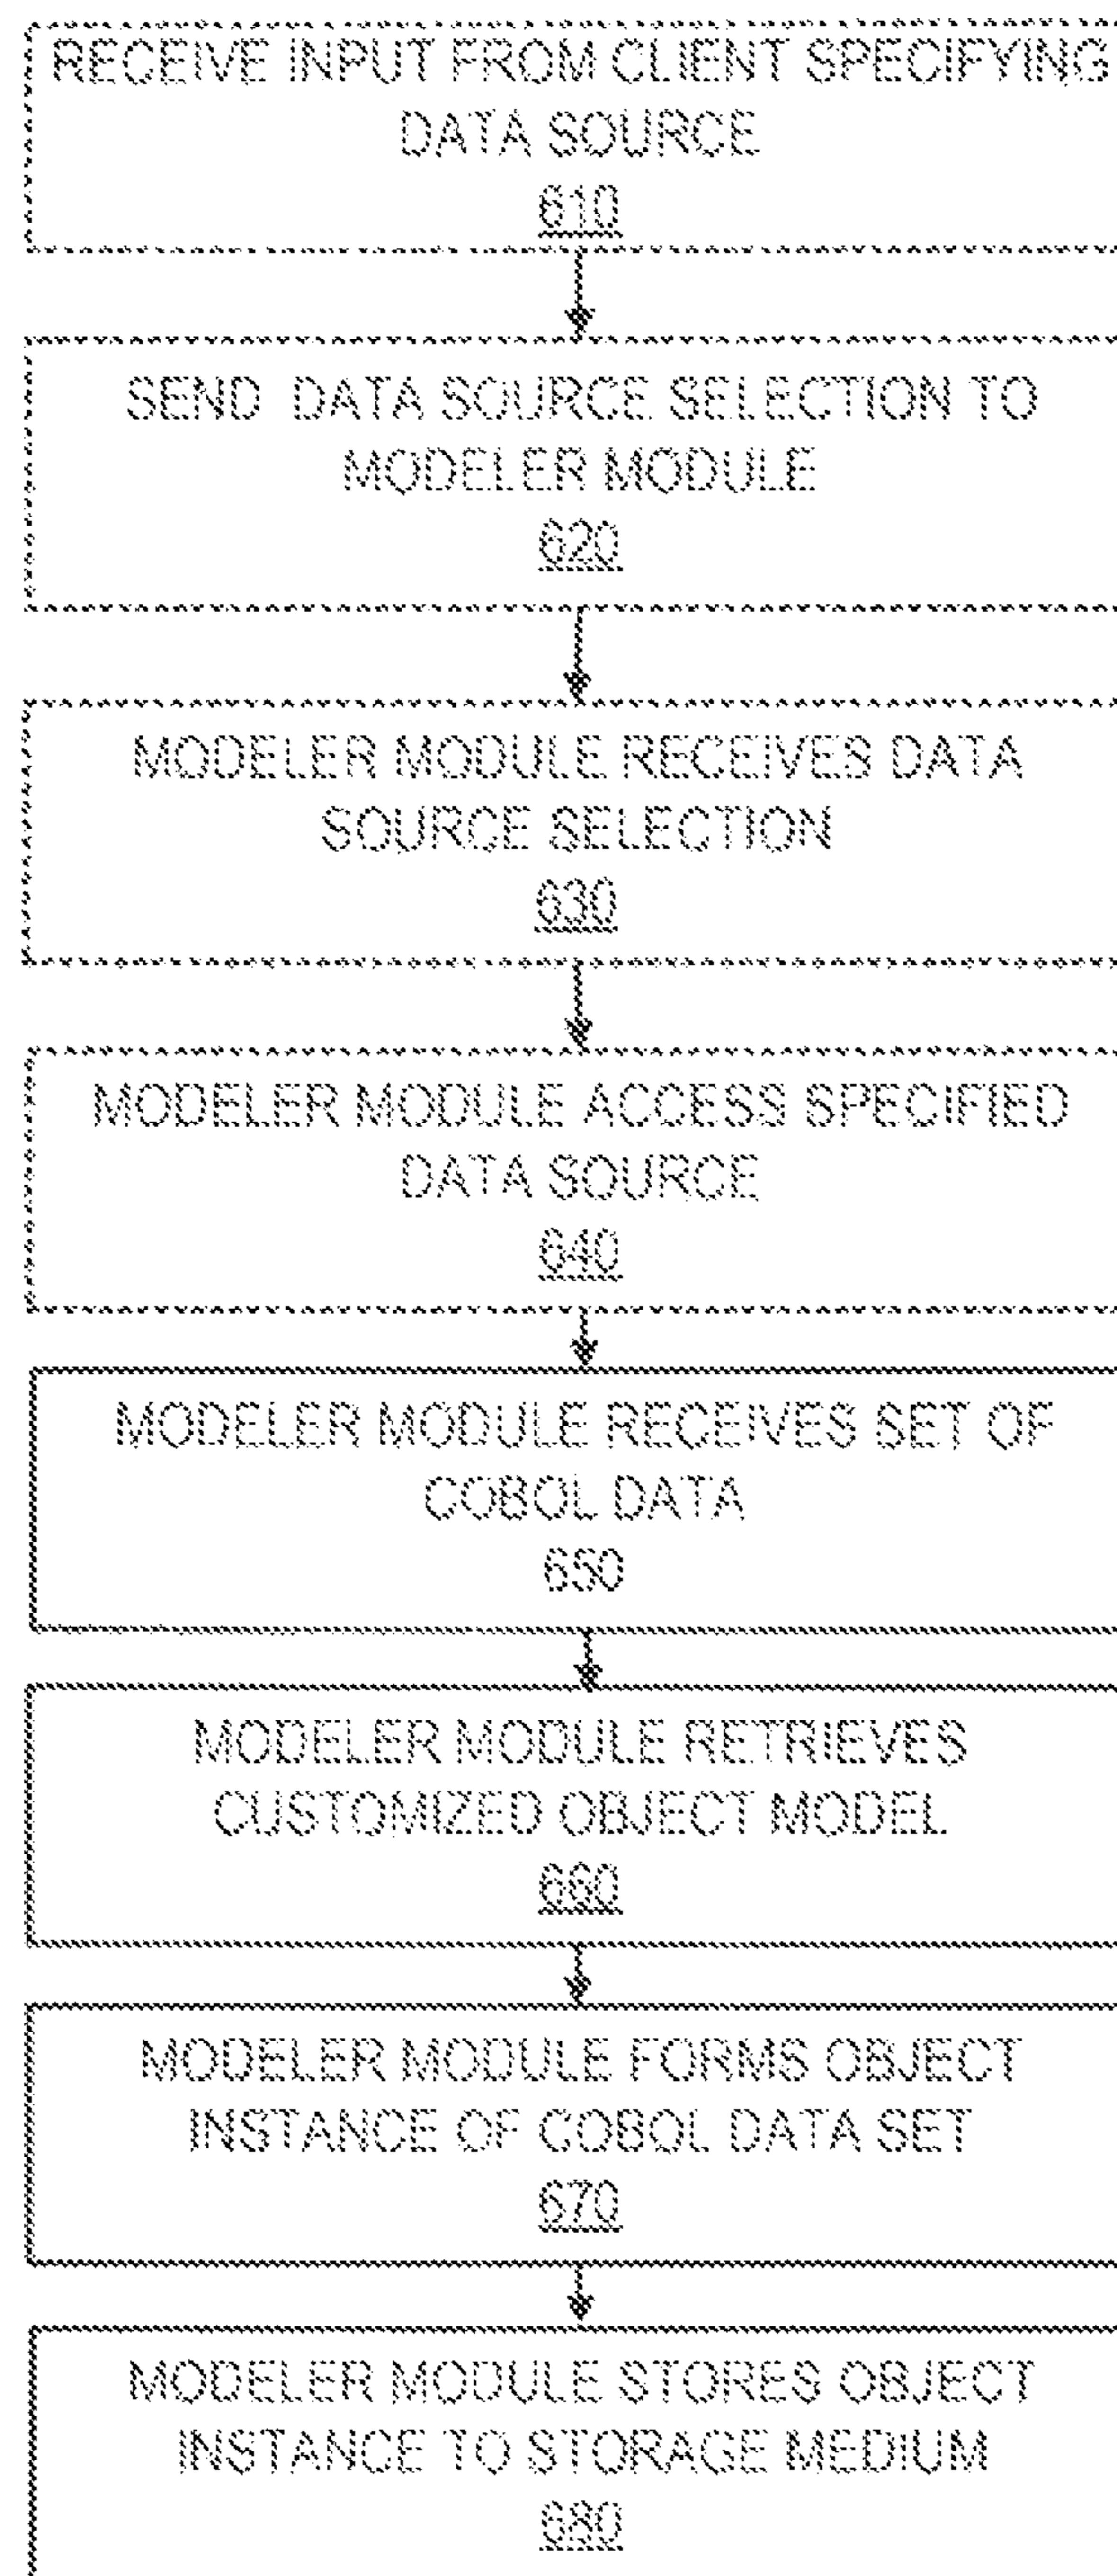 RECEIVE INPUT FROM CLIENT SPECIFYING
DATA SOURCE
610
SEND DATA SOURCE SELECTION TO
MODELER MODULE
620
MODELER MODULE RECEIVES DATA
SOURCE SELECTION
630
MODELER MODULE ACCESS SPECIFIED
DATA SOURCE
640
MODELER MODULE RECEIVES SET OF
COBOL DATA
650
MODELER MODULE RETRIEVES
CUSTOMIZED OBJECT MODEL
660
MODELER MODULE FORMS OBJECT
INSTANCE OF COBOL DATA SET
670
MODELER MODULE STORES OBJECT
INSTANCE TO STORAGE MEDIUM
680